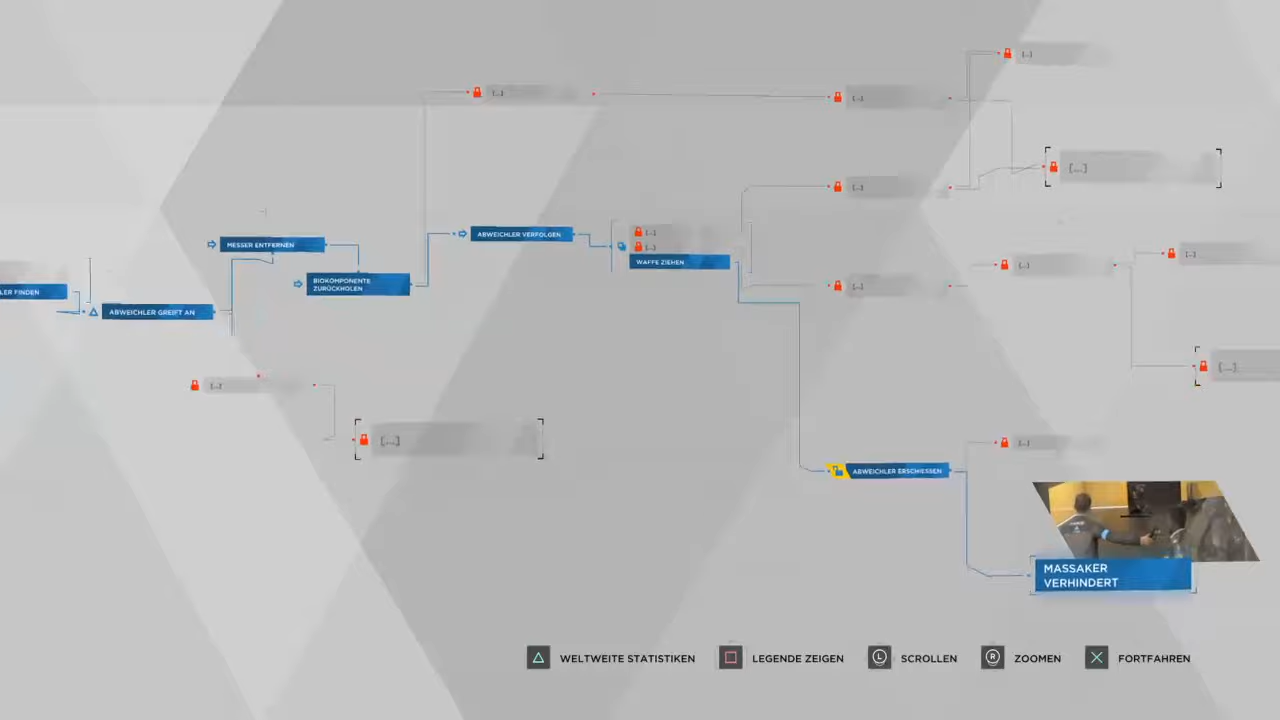 [...]
[...]
[...]
[...]
[...]
ABWEICHLER VERFOLGEN
[...]
[...]
WAFFE ZIEHEN
MESSER ENTFERNEN
BIOKOMPONENTE
ZURÜCKHOLEN
LER FINDEN
ABWEICHLER GREIFT AN
[...]
[...]
[...]
[...]
[...]
[...]
[...]
ABWEICHLER ERSCHIESSEN
MASSAKER
VERHINDERT
WELTWEITE STATISTIKEN
LEGENDE ZEIGEN
L
SCROLLEN
R
ZOOMEN
FORTFAHREN